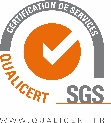 CERTIFICATION DE SERVICES
QUALICERT
SGS
WWW.QUALICERT.FR